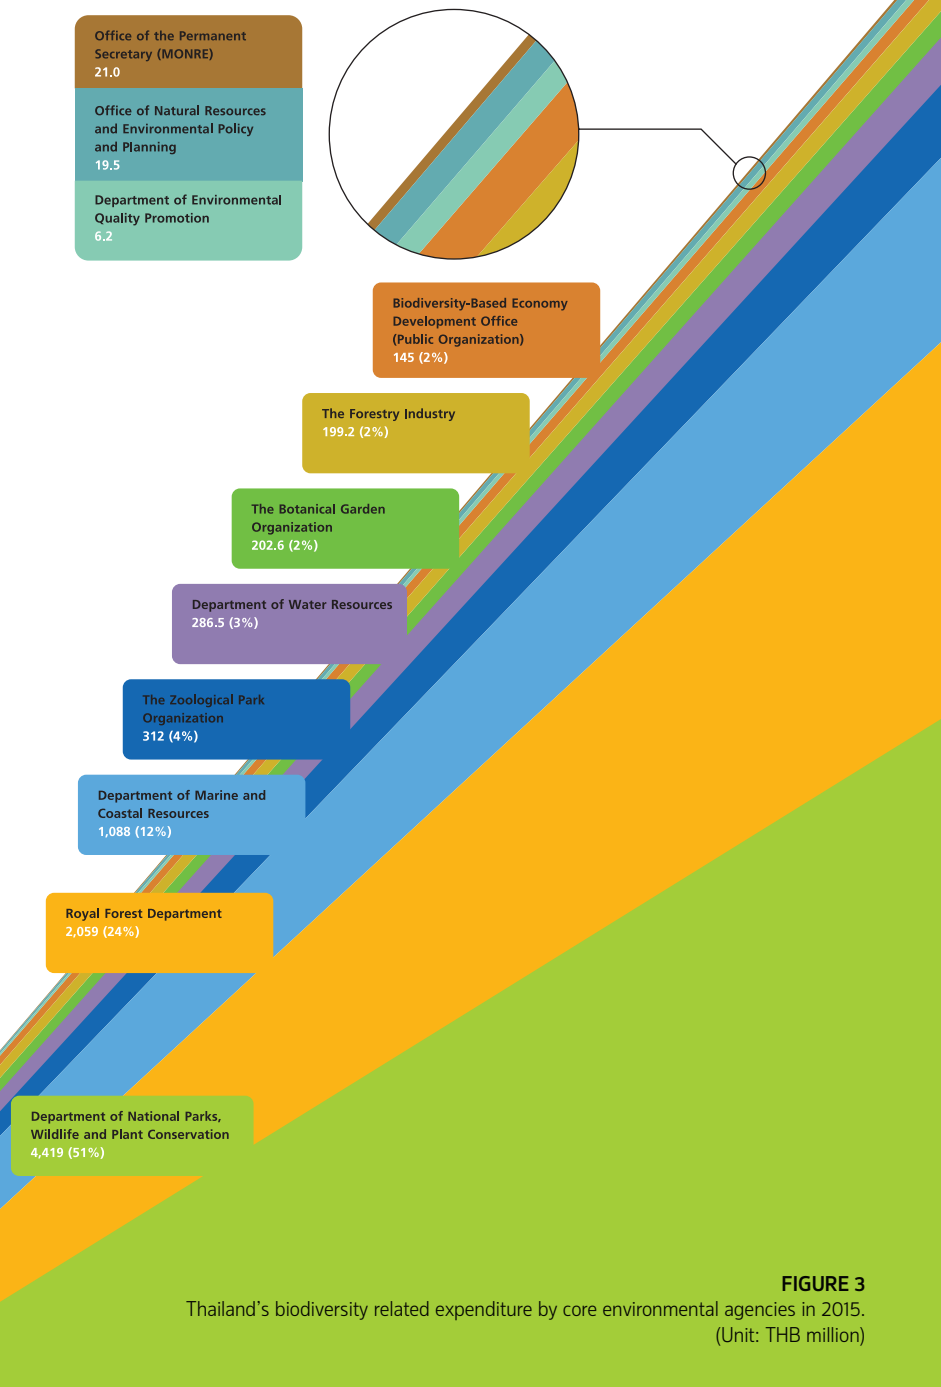 Office of the Permanent
Secretary (MONRE)
21.0
Office of Natural Resources
and Environmental Policy
and Planning
19.5
Department of Environmental
Quality Promotion
6.2
Biodiversity-Based Economy
Development Office
(Public Organization)
145 (2%)
The Forestry Industry
199.2 (2%)
The Botanical Garden
Organization
202.6 (2%)
Department of Water Resources
286.5 (3%)
The Zoological Park
Organization
312 (4%)
Department of Marine and
Coastal Resources
1,088 (12%)
Royal Forest Department
2,059 (24%)
Department of National Parks,
Wildlife and Plant Conservation
4,419 (51%)
FIGURE 3
Thailand's biodiversity related expenditure by core environmental agencies in 2015.
(Unit: THB million)